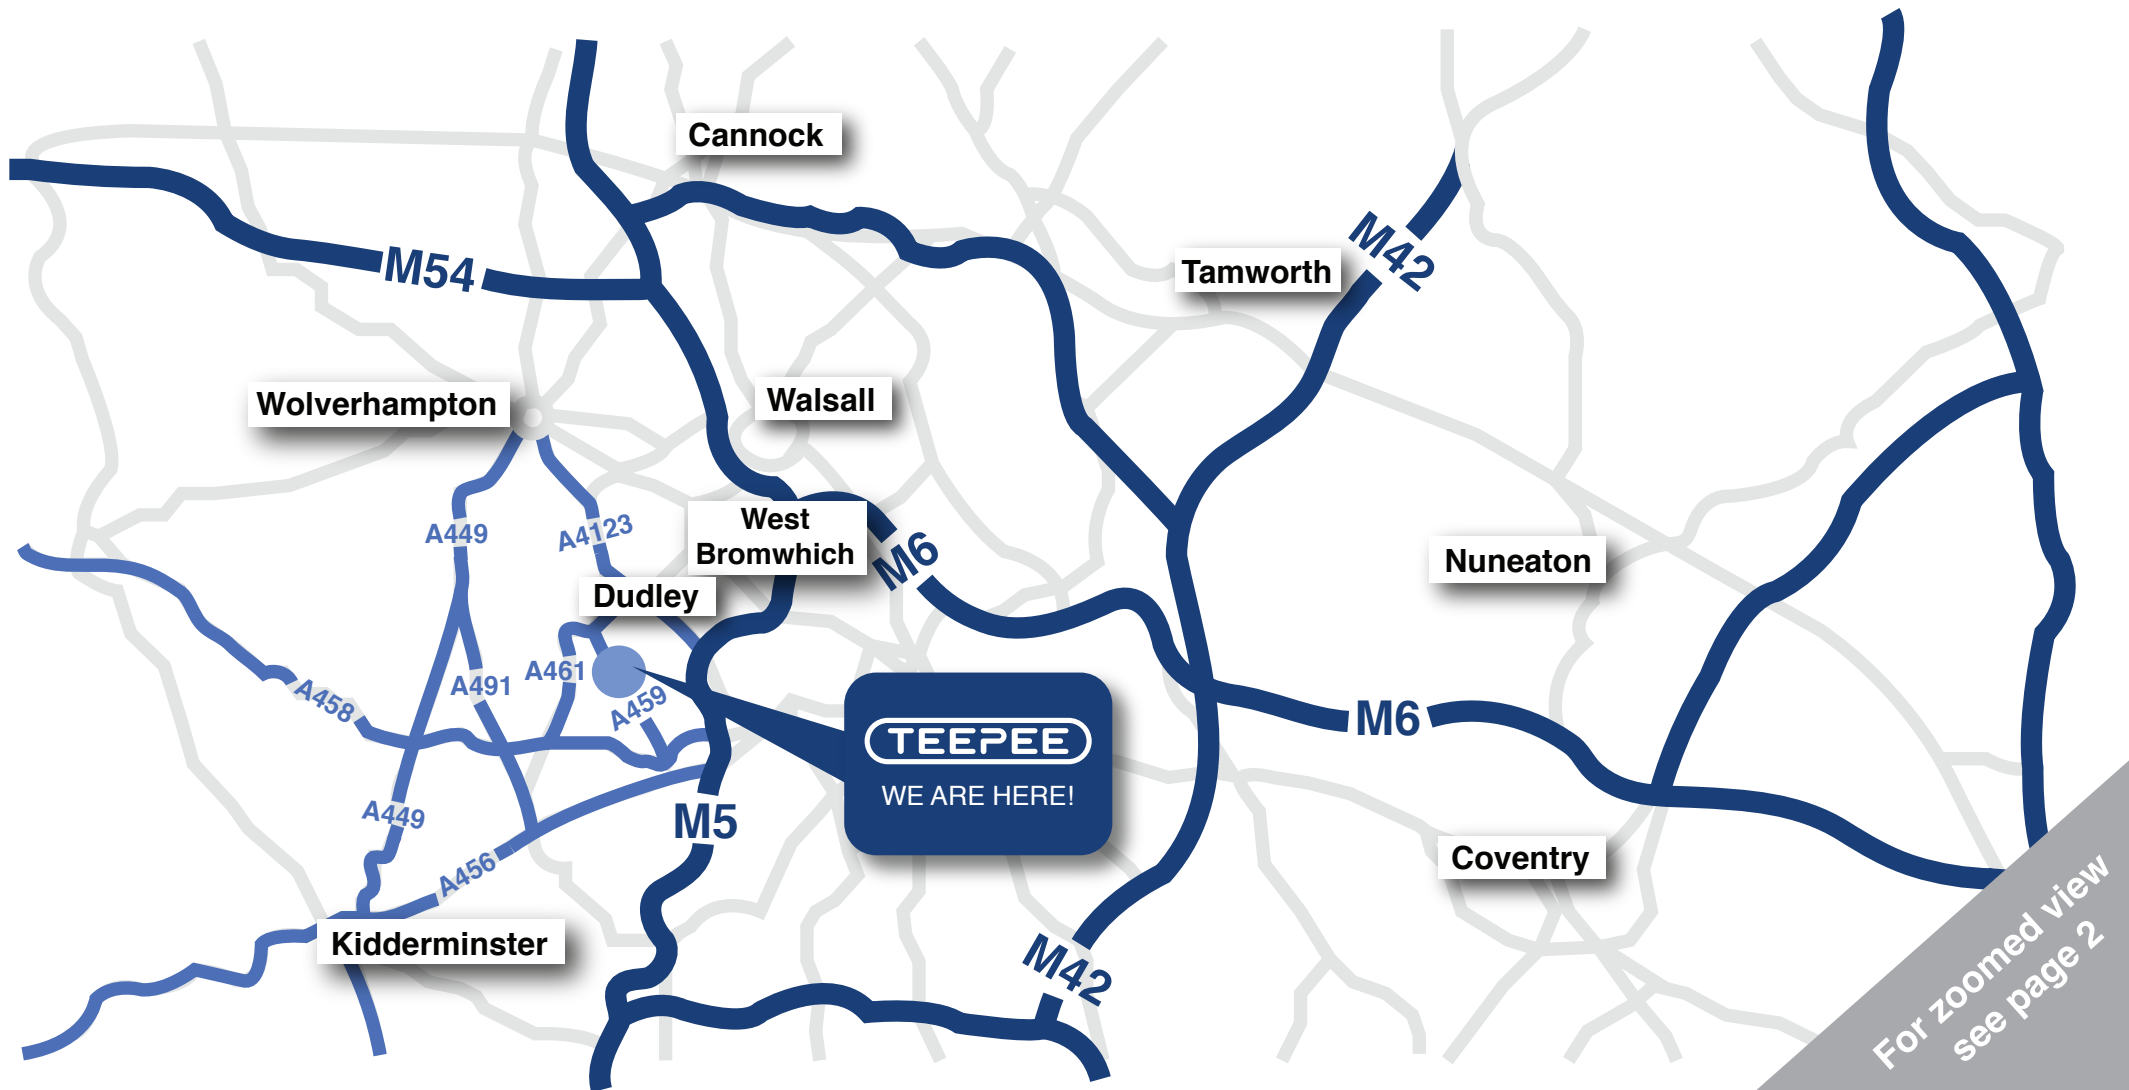 Cannock
M42
M54
Tamworth
Wolverhampton
Walsall
A449
A4123
West
Bromwhich
M6
Nuneaton
Dudley
A461
A491
A458
A459
M6
TEEPEE
WE ARE HERE!
A449
M5
Coventry
A456
Kidderminster
M42
For zoomed view
see page 2